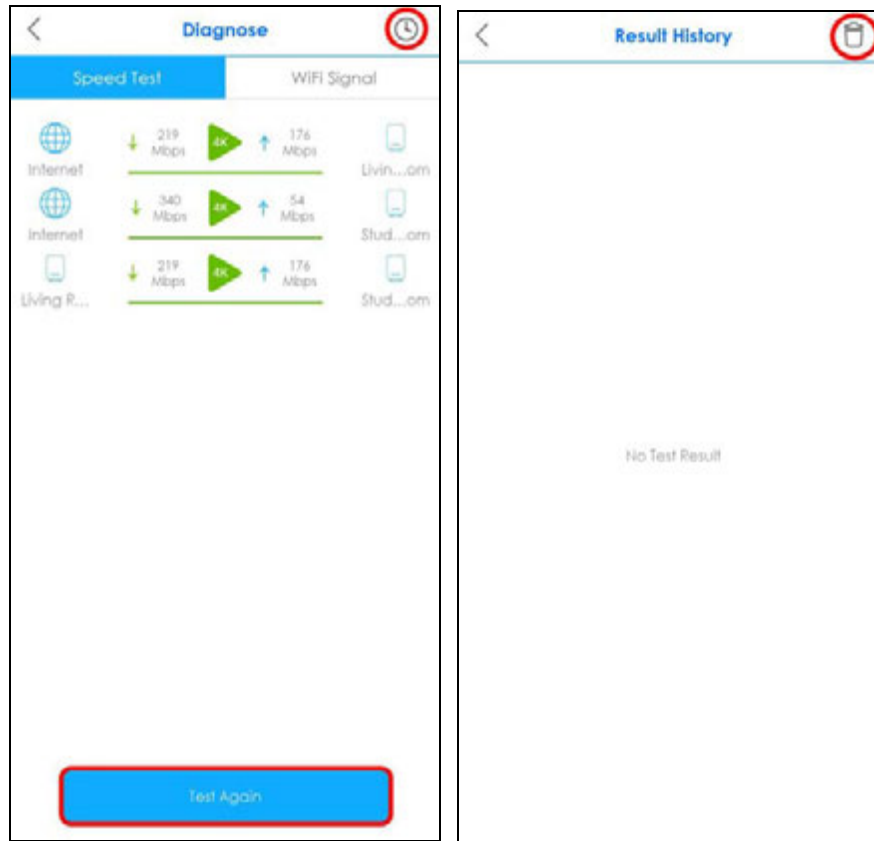 Diagnose
Speed Test WiFi Signal
219 Mbps 4K 176 Mbps
Internet Livin...om
340 Mbps 4K 54 Mbps
Internet Stud...om
219 Mbps 4K 176 Mbps
Living R... Stud...om
Test Again
Result History
No Test Result